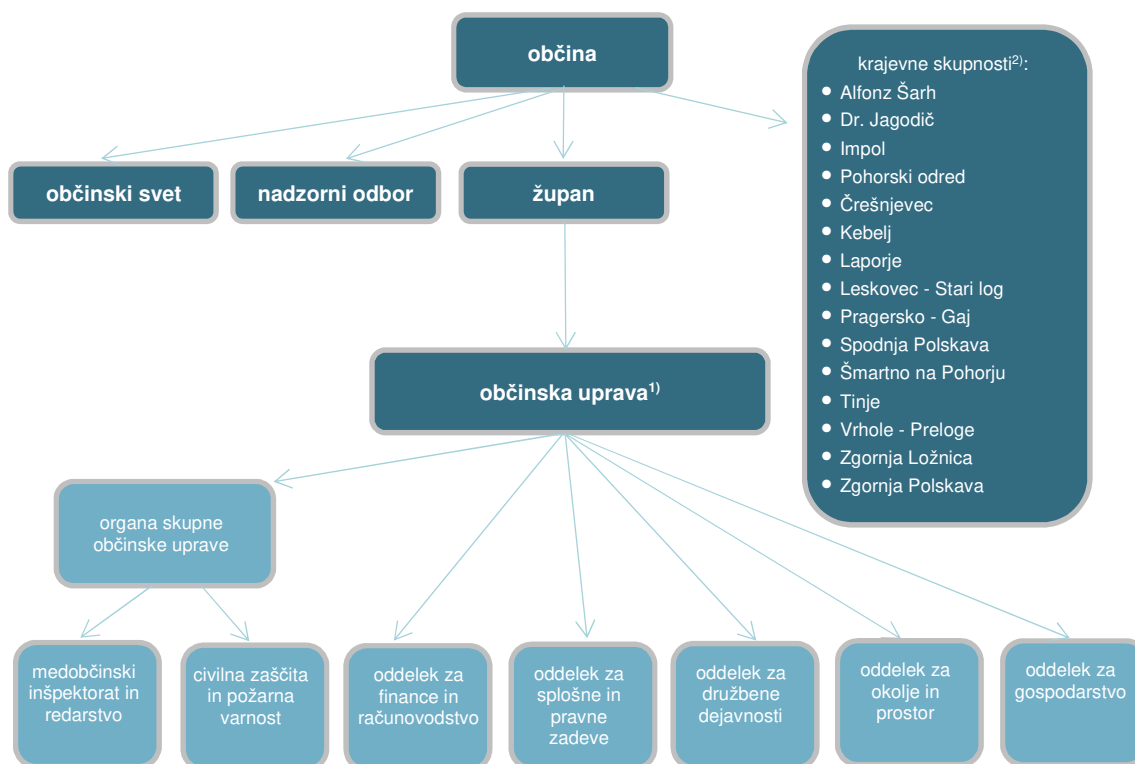 občina
krajevne skupnosti²⁾:
• Alfonz Šarh
• Dr. Jagodič
• Impol
• Pohorski odred
• Črešnjevec
• Kebelj
• Laporje
• Leskovec - Stari log
• Pragersko - Gaj
• Spodnja Polskava
• Šmartno na Pohorju
• Tinje
• Vrhole - Preloge
• Zgornja Ložnica
• Zgornja Polskava
občinski svet
nadzorni odbor
župan
občinska uprava¹⁾
organa skupne
občinske uprave
medobčinski
inšpektorat in
redarstvo
civilna zaščita
in požarna
varnost
oddelek za
finance in
računovodstvo
oddelek za
splošne in
pravne
zadeve
oddelek za
družbene
dejavnosti
oddelek za
okolje in
prostor
oddelek za
gospodarstvo